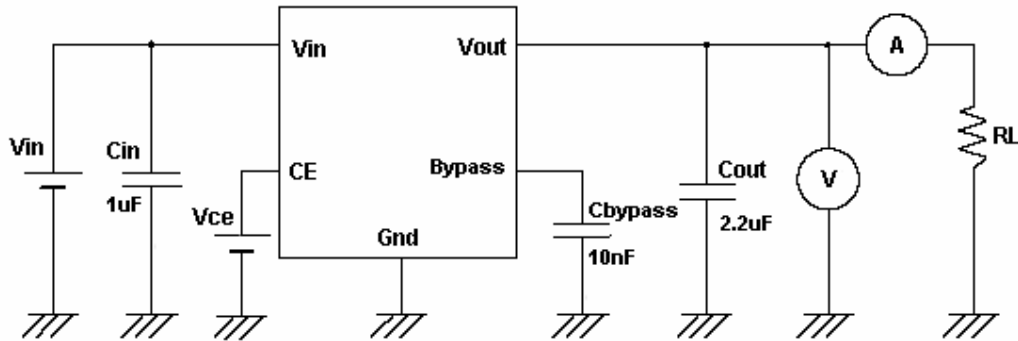 Vin
Vout
A
Vin
Cin
1uF
CE
Bypass
Vce
Gnd
Cbypass
10nF
Cout
2.2uF
V
RL